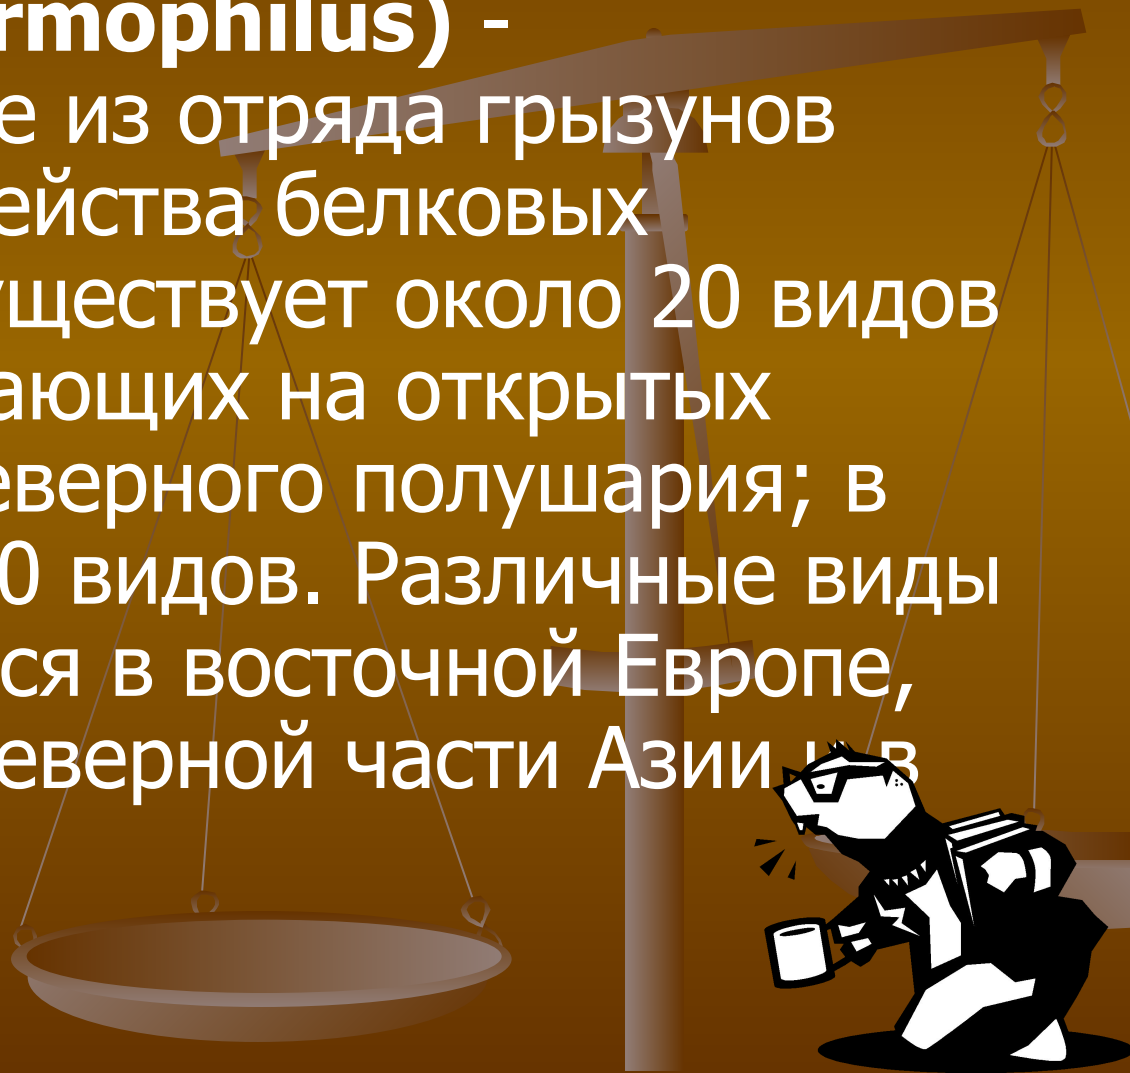 rmophilus) -
е из отряда грызунов
ейства белковых
уществует около 20 видов
ающих на открытых
еверного полушария; в
0 видов. Различные виды
ся в восточной Европе,
еверной части Азии и в